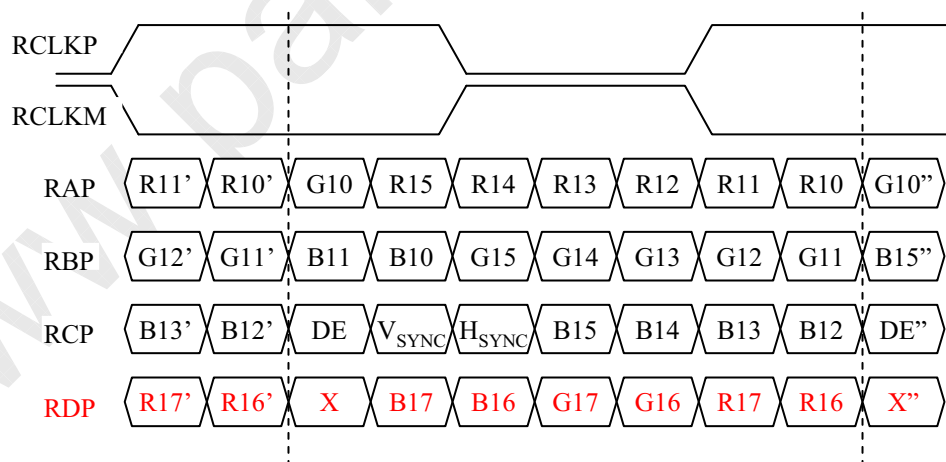 RCLKP
RCLKM
RAP R11’ R10’ G10 R15 R14 R13 R12 R11 R10 G10”
RBP G12’ G11’ B11 B10 G15 G14 G13 G12 G11 B15”
RCP B13’ B12’ DE VSYNC HSYNC B15 B14 B13 B12 DE”
RDP R17’ R16’ X B17 B16 G17 G16 R17 R16 X”